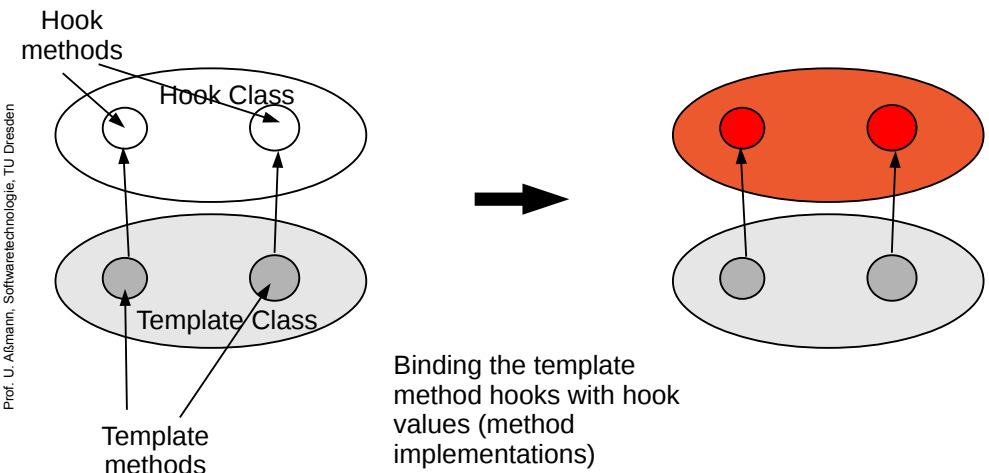 Hook
methods
Hook Class
Template Class
Template
methods
Binding the template
method hooks with hook
values (method
implementations)
Prof. U. Aßmann, Softwaretechnologie, TU Dresden